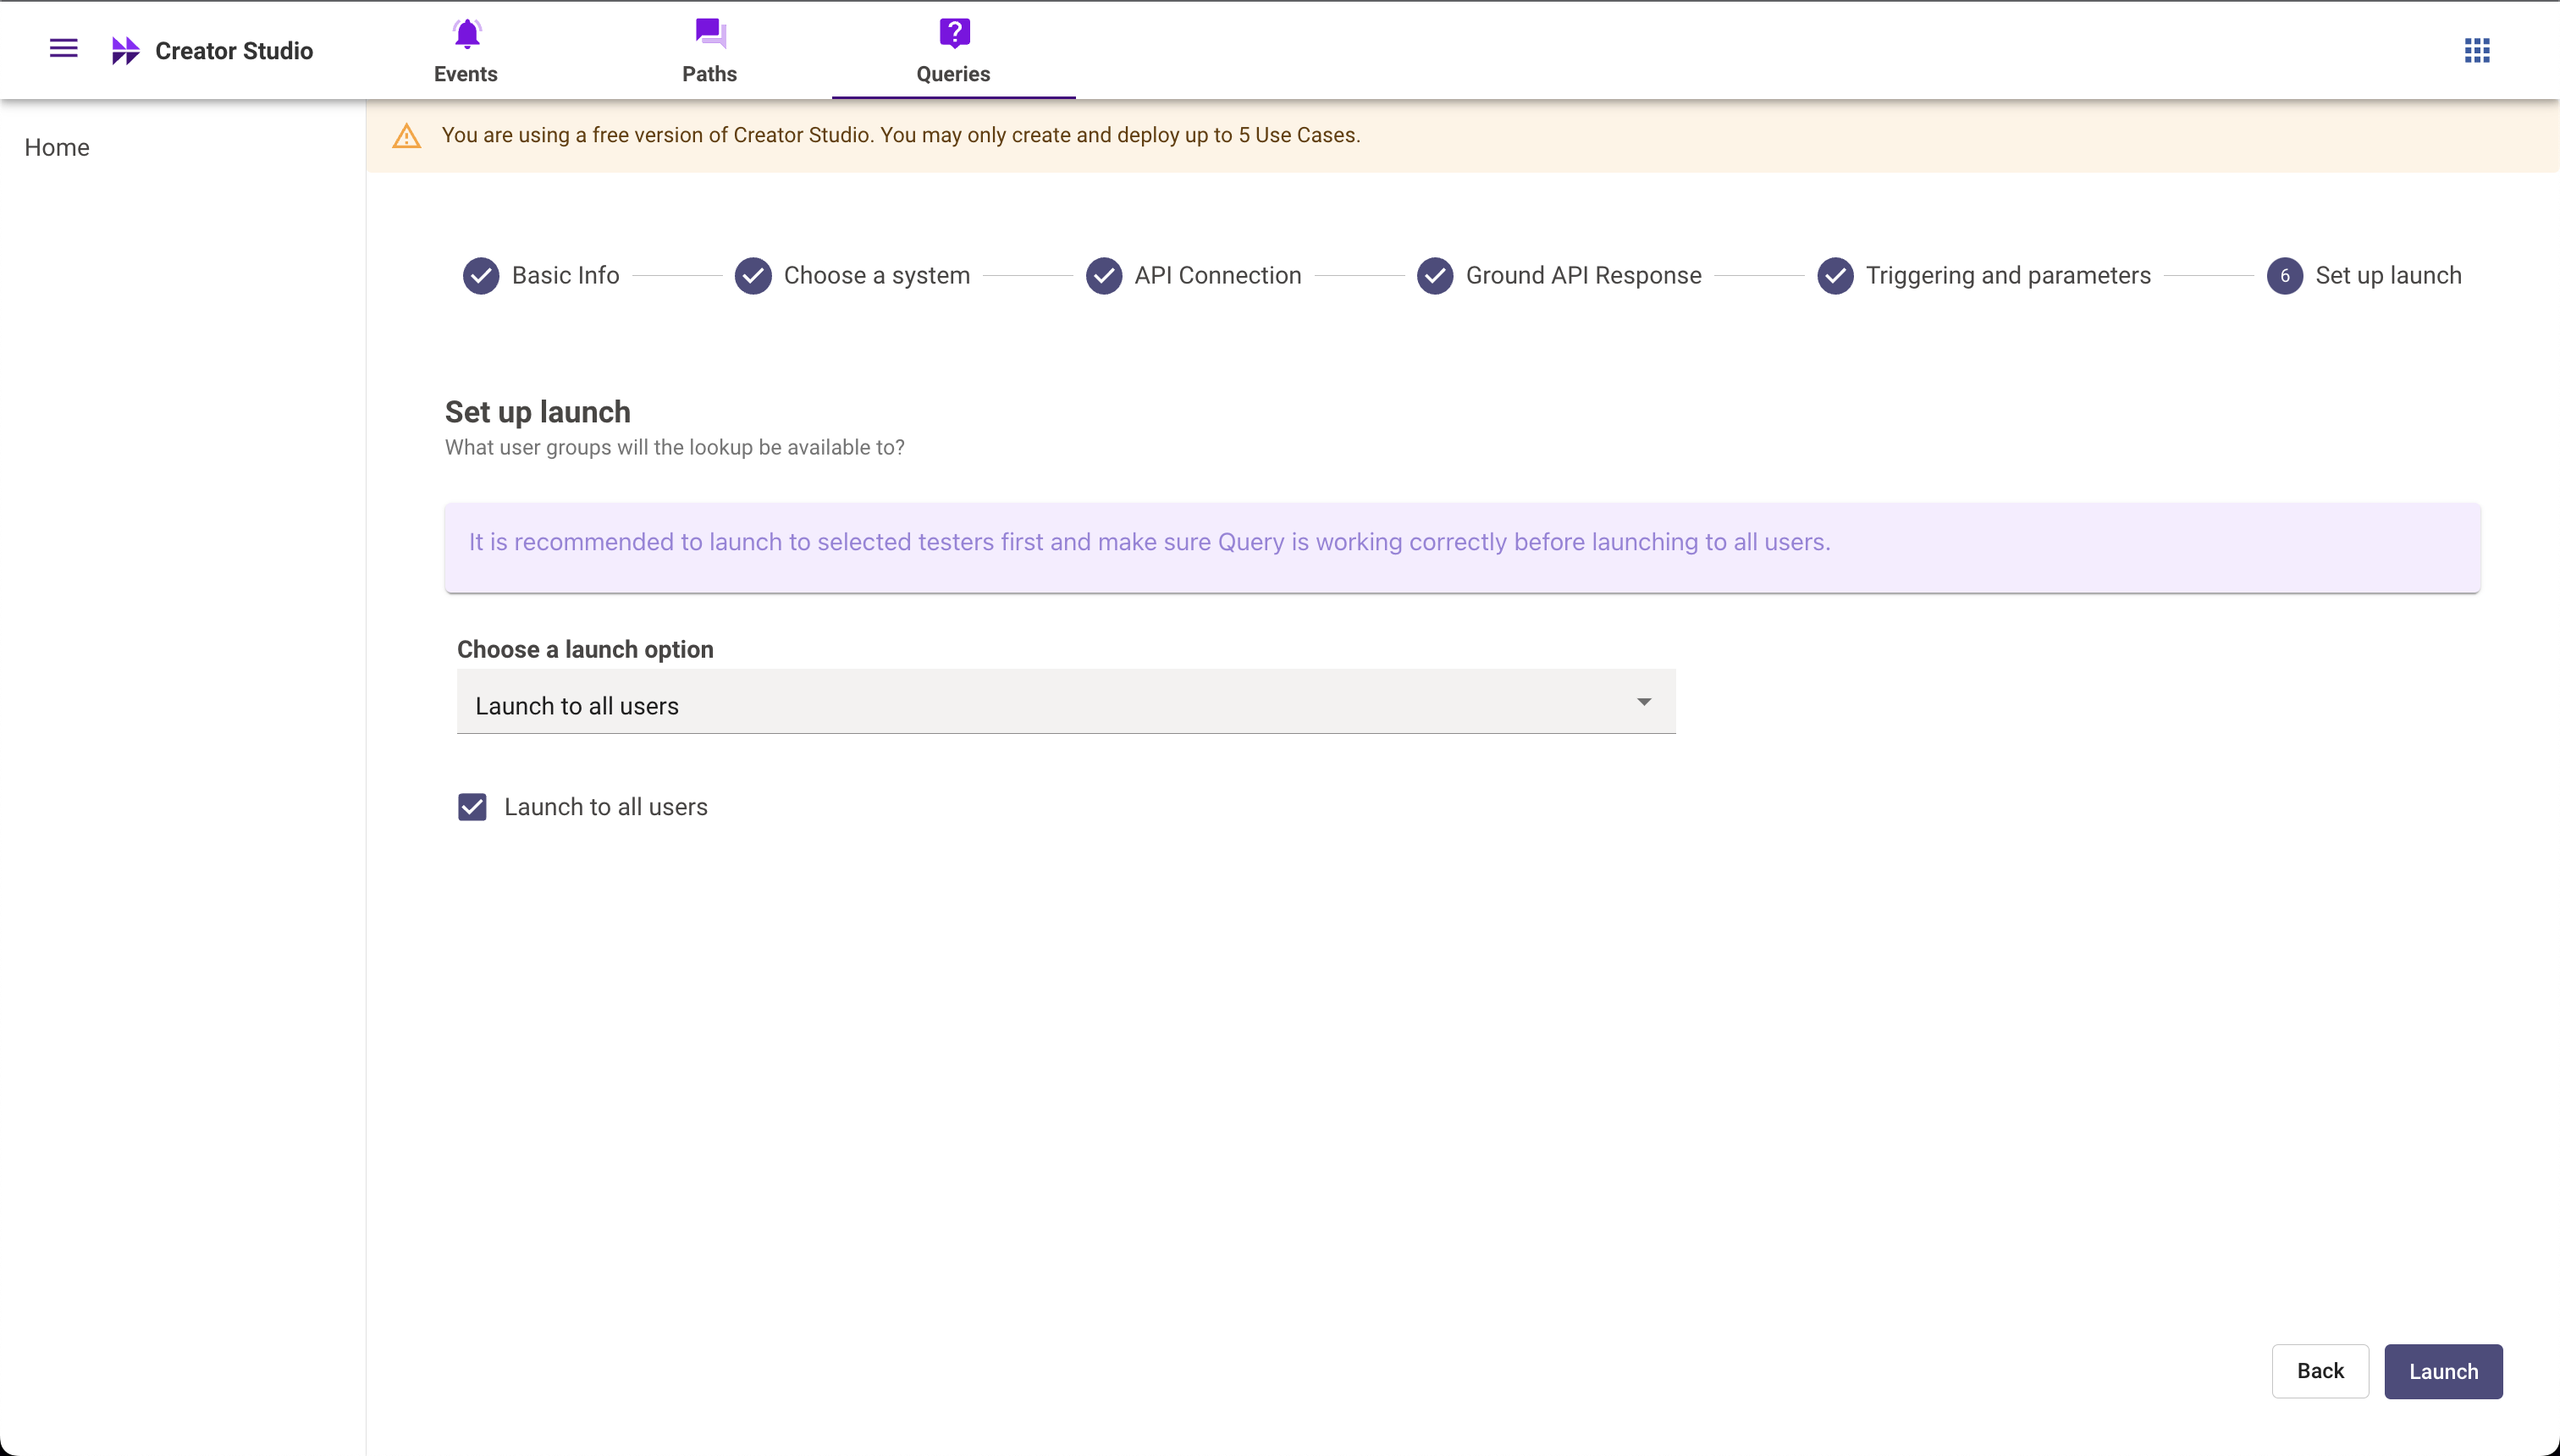 Creator Studio
Events
Paths
Queries
Home
You are using a free version of Creator Studio. You may only create and deploy up to 5 Use Cases.
Basic Info
Choose a system
API Connection
Ground API Response
Triggering and parameters
6 Set up launch
Set up launch
What user groups will the lookup be available to?
It is recommended to launch to selected testers first and make sure Query is working correctly before launching to all users.
Choose a launch option
Launch to all users
Launch to all users
Back
Launch